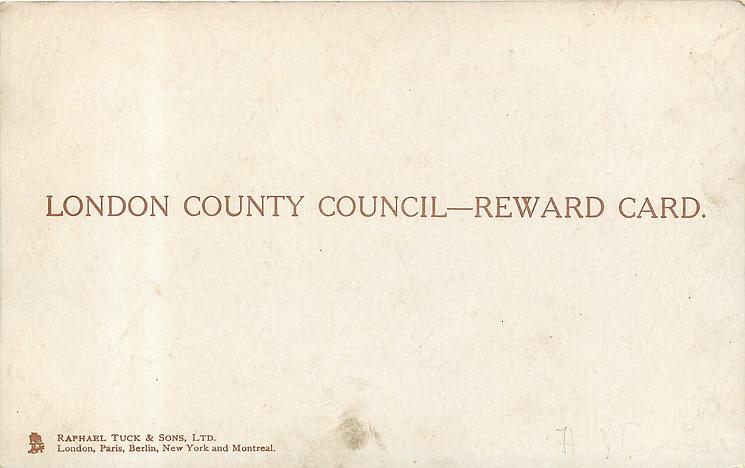 LONDON COUNTY COUNCIL—REWARD CARD.
RAPHAEL TUCK & SONS, LTD.
London, Paris, Berlin, New York and Montreal.